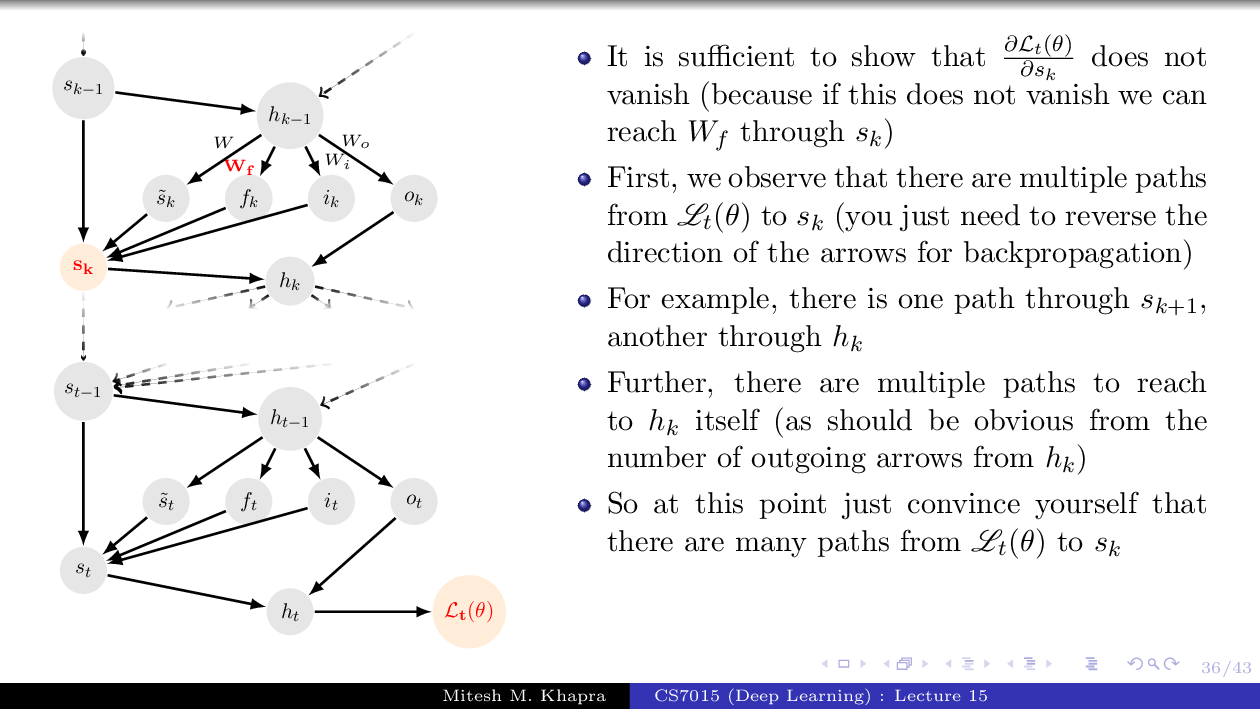 s_{k−1}
h_{k−1}
W
W_f
W_i
W_o
s̃_k
f_k
i_k
o_k
s_k
h_k
s_{t−1}
h_{t−1}
s̃_t
f_t
i_t
o_t
s_t
h_t
ℒ_t(θ)
It is sufficient to show that ∂ℒ_t(θ)/∂s_k does not
vanish (because if this does not vanish we can
reach W_f through s_k)
First, we observe that there are multiple paths
from ℒ_t(θ) to s_k (you just need to reverse the
direction of the arrows for backpropagation)
For example, there is one path through s_{k+1},
another through h_k
Further, there are multiple paths to reach
to h_k itself (as should be obvious from the
number of outgoing arrows from h_k)
So at this point just convince yourself that
there are many paths from ℒ_t(θ) to s_k
36/43
Mitesh M. Khapra
CS7015 (Deep Learning) : Lecture 15